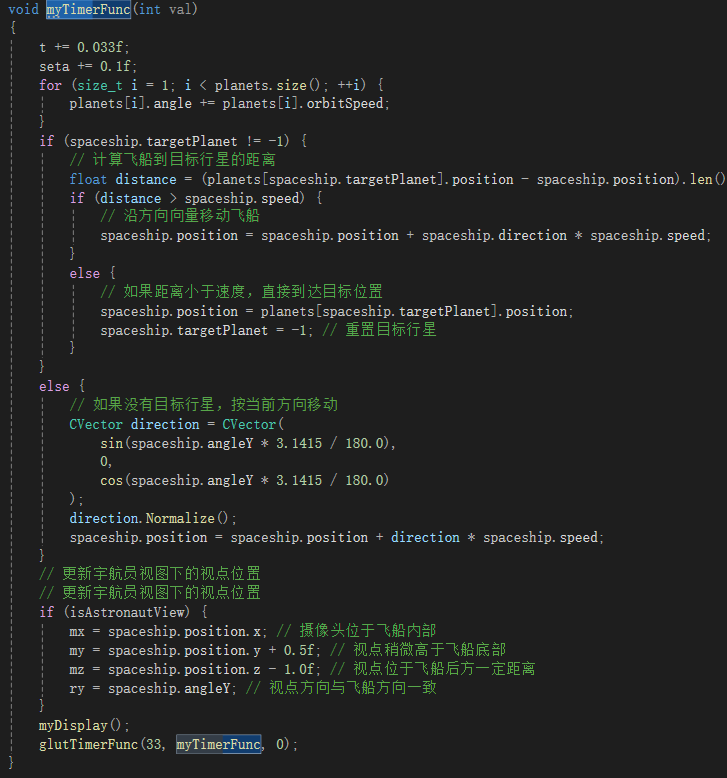 void myTimerFunc(int val)
{
t += 0.033f;
seta += 0.1f;
for (size_t i = 1; i < planets.size(); ++i) {
planets[i].angle += planets[i].orbitSpeed;
}
if (spaceship.targetPlanet != -1) {
// 计算飞船到目标行星的距离
float distance = (planets[spaceship.targetPlanet].position - spaceship.position).len()
if (distance > spaceship.speed) {
// 沿方向向量移动飞船
spaceship.position = spaceship.position + spaceship.direction * spaceship.speed;
}
else {
// 如果距离小于速度，直接到达目标位置
spaceship.position = planets[spaceship.targetPlanet].position;
spaceship.targetPlanet = -1; // 重置目标行星
}
}
else {
// 如果没有目标行星，按当前方向移动
CVector direction = CVector(
sin(spaceship.angleY * 3.1415 / 180.0),
0,
cos(spaceship.angleY * 3.1415 / 180.0)
);
direction.Normalize();
spaceship.position = spaceship.position + direction * spaceship.speed;
}
// 更新宇航员视图下的视点位置
// 更新宇航员视图下的视点位置
if (isAstronautView) {
mx = spaceship.position.x; // 摄像头位于飞船内部
my = spaceship.position.y + 0.5f; // 视点稍微高于飞船底部
mz = spaceship.position.z - 1.0f; // 视点位于飞船后方一定距离
ry = spaceship.angleY; // 视点方向与飞船方向一致
}
myDisplay();
glutTimerFunc(33, myTimerFunc, 0);
}